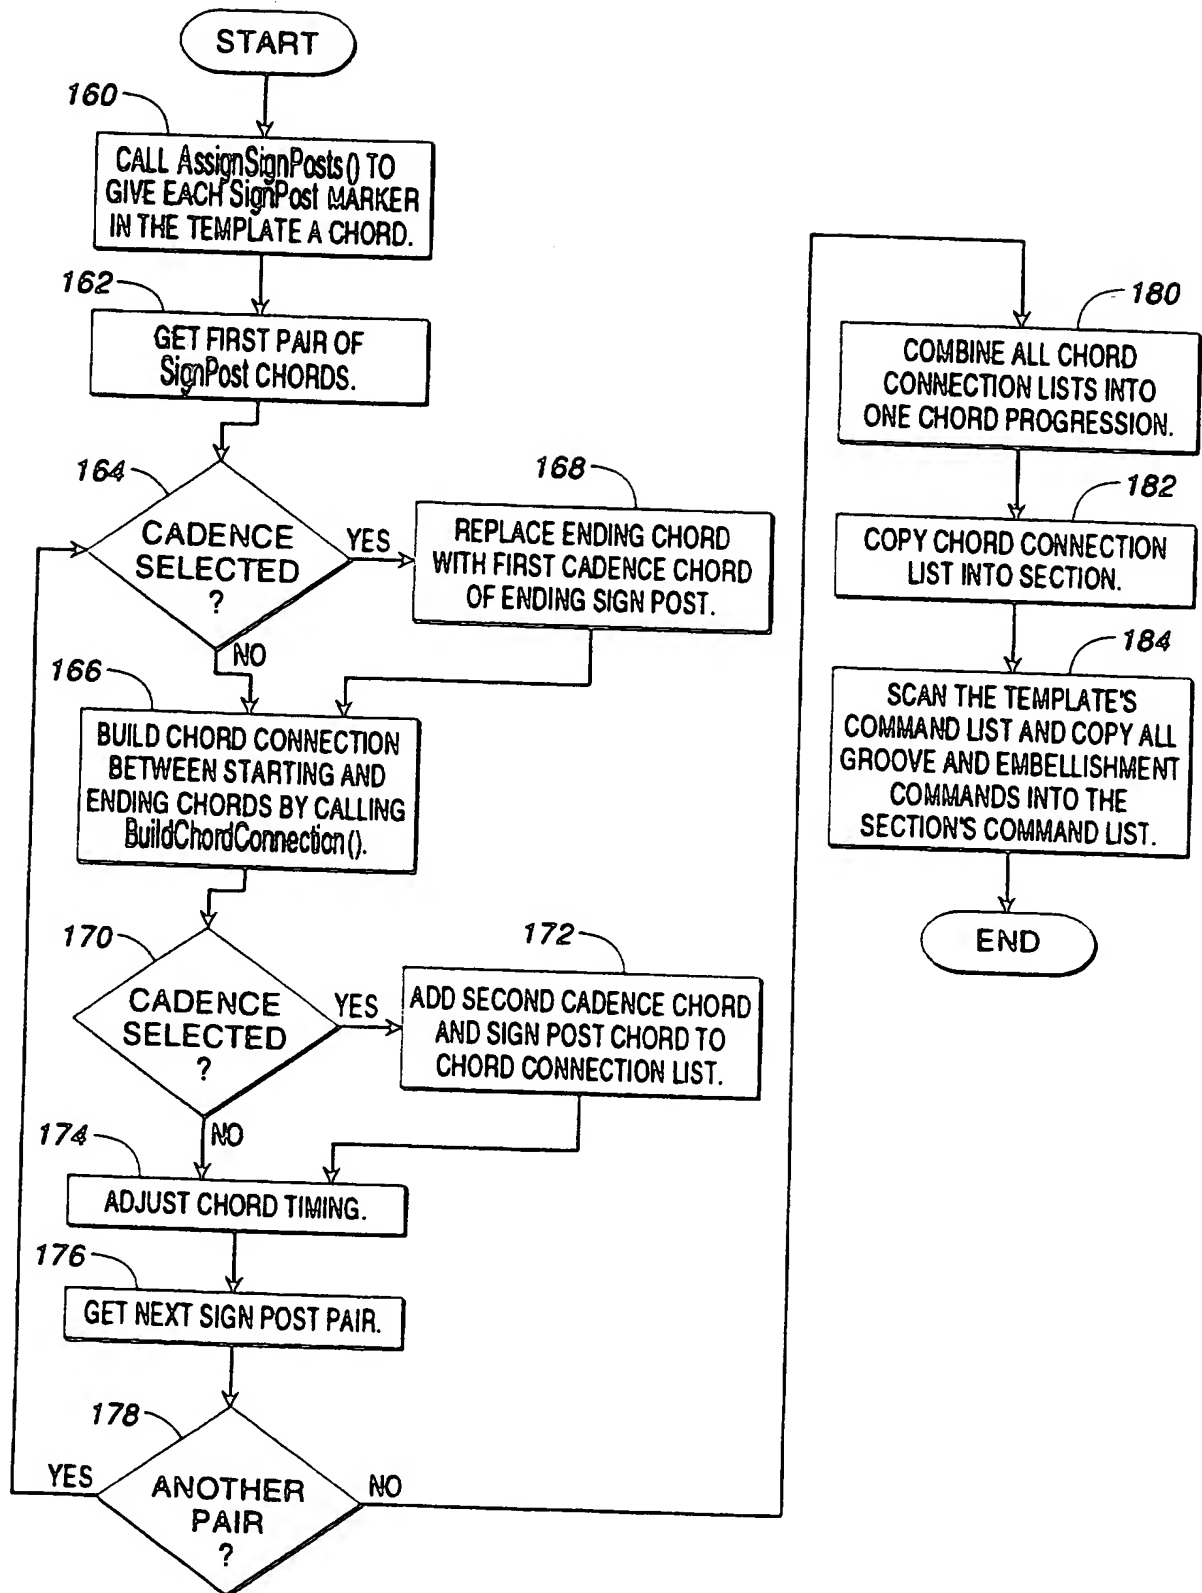 START
160
CALL AssignSignPosts() TO
GIVE EACH SignPost MARKER
IN THE TEMPLATE A CHORD.
162
GET FIRST PAIR OF
SignPost CHORDS.
164
CADENCE
SELECTED
?
YES
168
REPLACE ENDING CHORD
WITH FIRST CADENCE CHORD
OF ENDING SIGN POST.
NO
166
BUILD CHORD CONNECTION
BETWEEN STARTING AND
ENDING CHORDS BY CALLING
BuildChordConnection().
170
CADENCE
SELECTED
?
YES
172
ADD SECOND CADENCE CHORD
AND SIGN POST CHORD TO
CHORD CONNECTION LIST.
NO
174
ADJUST CHORD TIMING.
176
GET NEXT SIGN POST PAIR.
178
YES
ANOTHER
PAIR
?
NO
180
COMBINE ALL CHORD
CONNECTION LISTS INTO
ONE CHORD PROGRESSION.
182
COPY CHORD CONNECTION
LIST INTO SECTION.
184
SCAN THE TEMPLATE'S
COMMAND LIST AND COPY ALL
GROOVE AND EMBELLISHMENT
COMMANDS INTO THE
SECTION'S COMMAND LIST.
END